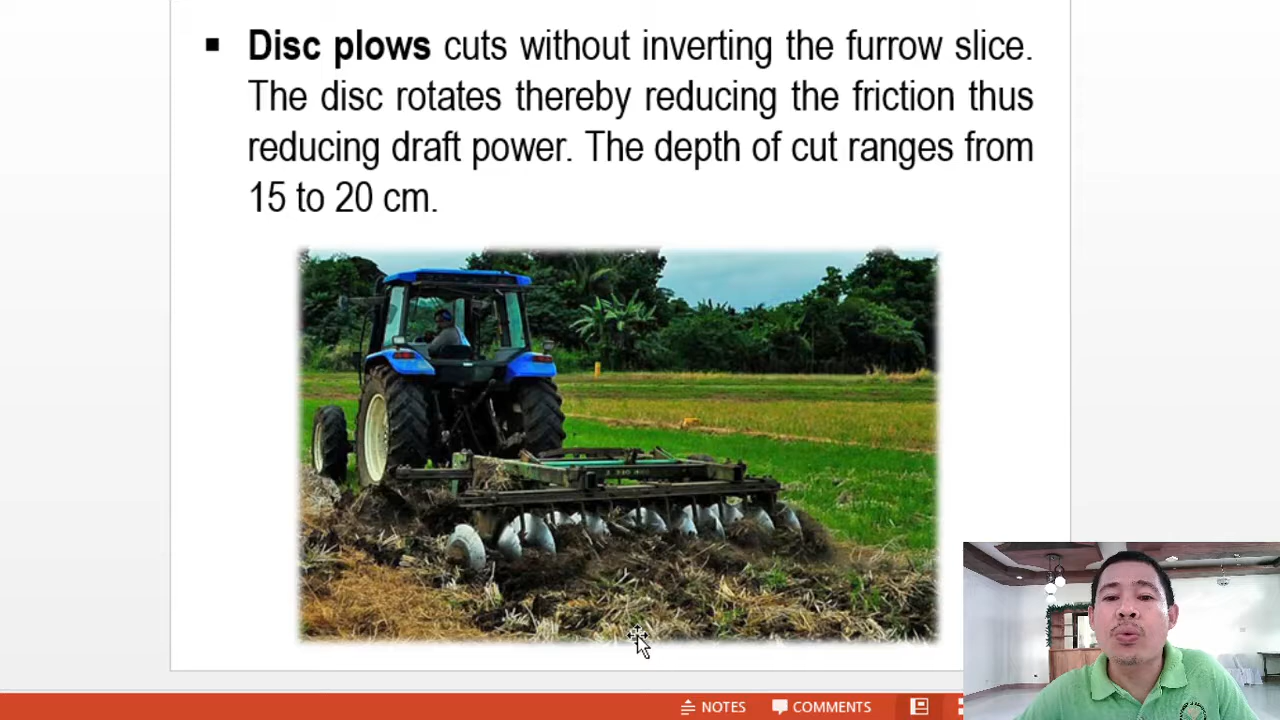 ▪ Disc plows cuts without inverting the furrow slice.
The disc rotates thereby reducing the friction thus
reducing draft power. The depth of cut ranges from
15 to 20 cm.
NOTES COMMENTS